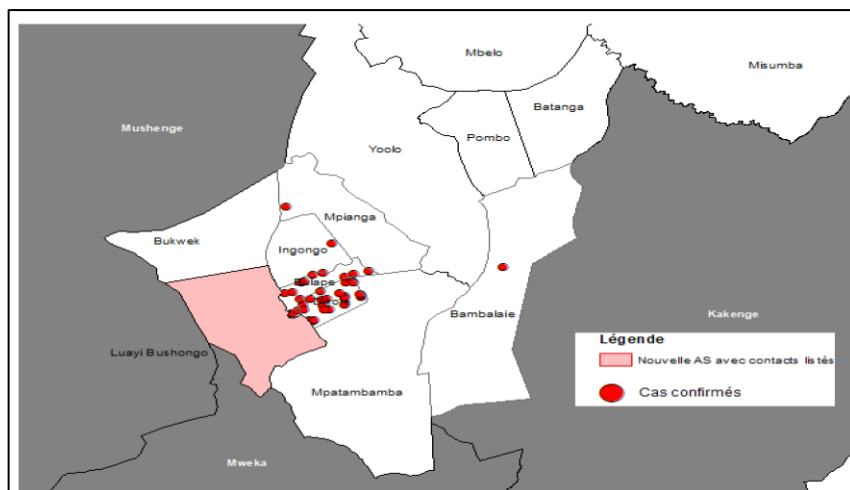 Mbelo
Misumba
Batanga
Mushenge
Pombo
Yoolo
Mpianga
Bukwek
Ingongo
Bulape
Bambalaie
Kakenge
Légende
Luayi Bushongo
Nouvelle AS avec contacts listés
Mpatambamba
Cas confirmés
Mweka